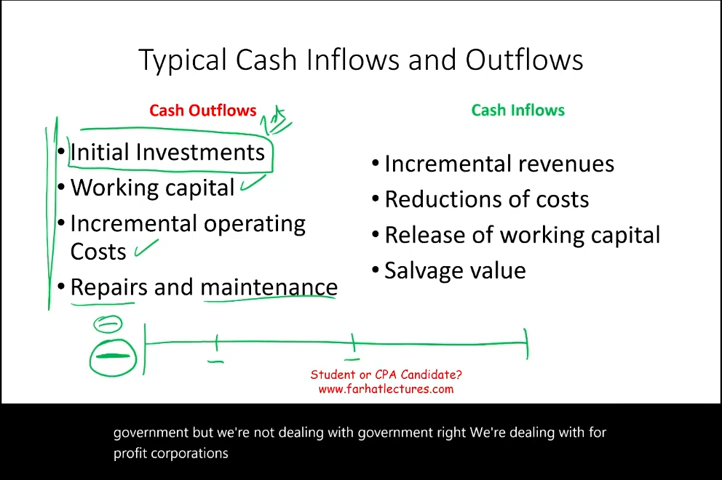 Typical Cash Inflows and Outflows
Cash Outflows
• Initial Investments
• Working capital
• Incremental operating
Costs
• Repairs and maintenance
Cash Inflows
• Incremental revenues
• Reductions of costs
• Release of working capital
• Salvage value
Student or CPA Candidate?
www.farhatlectures.com
government but we're not dealing with government right We're dealing with for
profit corporations